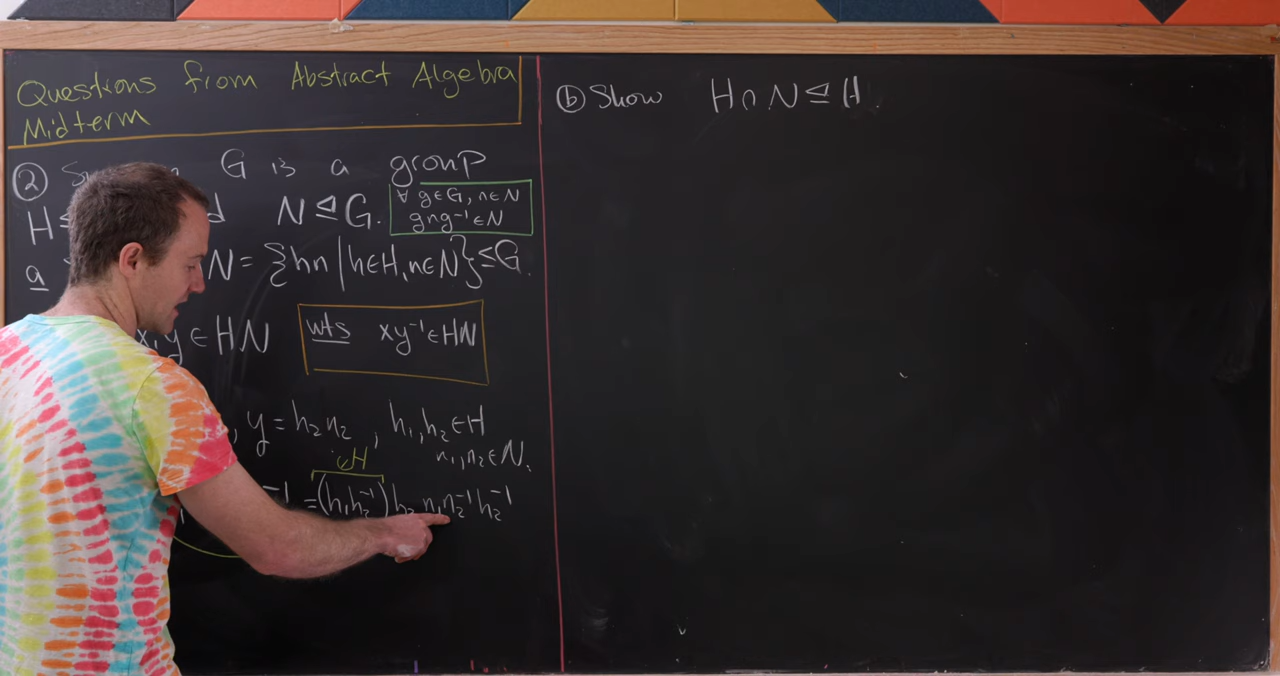 Questions from Abstract Algebra
Midterm
② G is a group
H≤ N ⊴ G.
∀ g∈G, n∈N
gng⁻¹∈N
a N = {hn | h∈H, n∈N} ≤ G.
x, y ∈ HN
wts xy⁻¹∈HN
, y = h₂n₂ , h₁, h₂ ∈ H
n₁, n₂ ∈ N.
∈H
⁻¹ = (h₁h₂⁻¹) h₂ n₁n₂⁻¹ h₂⁻¹
ⓑ Show H∩N ⊴ H.